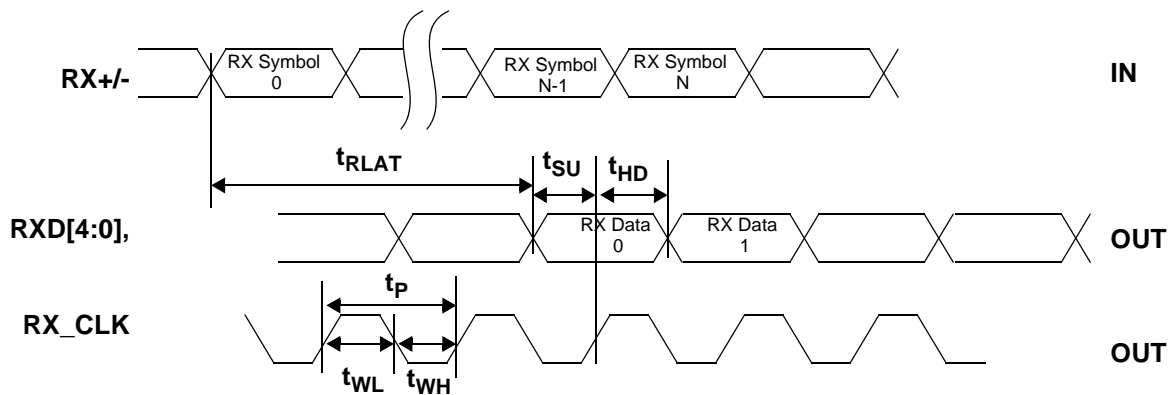 RX+/-
RX Symbol
0
RX Symbol
N-1
RX Symbol
N
IN
tRLAT
tSU
tHD
RXD[4:0],
RX Data
0
RX Data
1
OUT
tP
RX_CLK
tWL
tWH
OUT